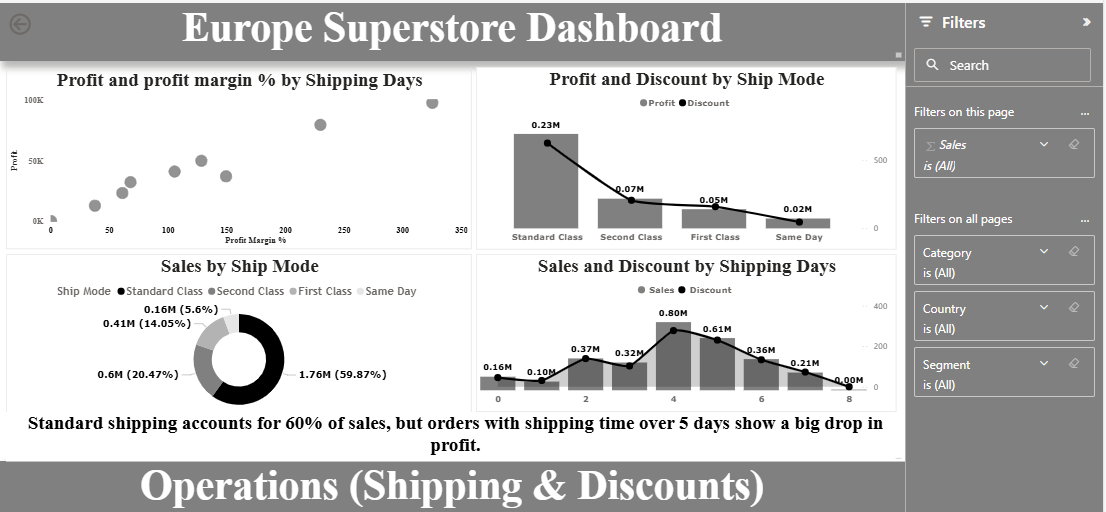 Europe Superstore Dashboard
Profit and profit margin % by Shipping Days
100K
50K
0K
Profit
0 50 100 150 200 250 300 350
Profit Margin %
Profit and Discount by Ship Mode
Profit Discount
0.23M
0.07M
0.05M
0.02M
500
0
Standard Class Second Class First Class Same Day
Sales by Ship Mode
Ship Mode Standard Class Second Class First Class Same Day
0.16M (5.6%)
0.41M (14.05%)
0.6M (20.47%)
1.76M (59.87%)
Sales and Discount by Shipping Days
Sales Discount
0.16M
0.10M
0.37M
0.32M
0.80M
0.61M
0.36M
0.21M
0.00M
400
200
0
0 2 4 6 8
Standard shipping accounts for 60% of sales, but orders with shipping time over 5 days show a big drop in
profit.
Operations (Shipping & Discounts)
Filters
Search
Filters on this page
...
Σ Sales
is (All)
Filters on all pages
...
Category
is (All)
Country
is (All)
Segment
is (All)